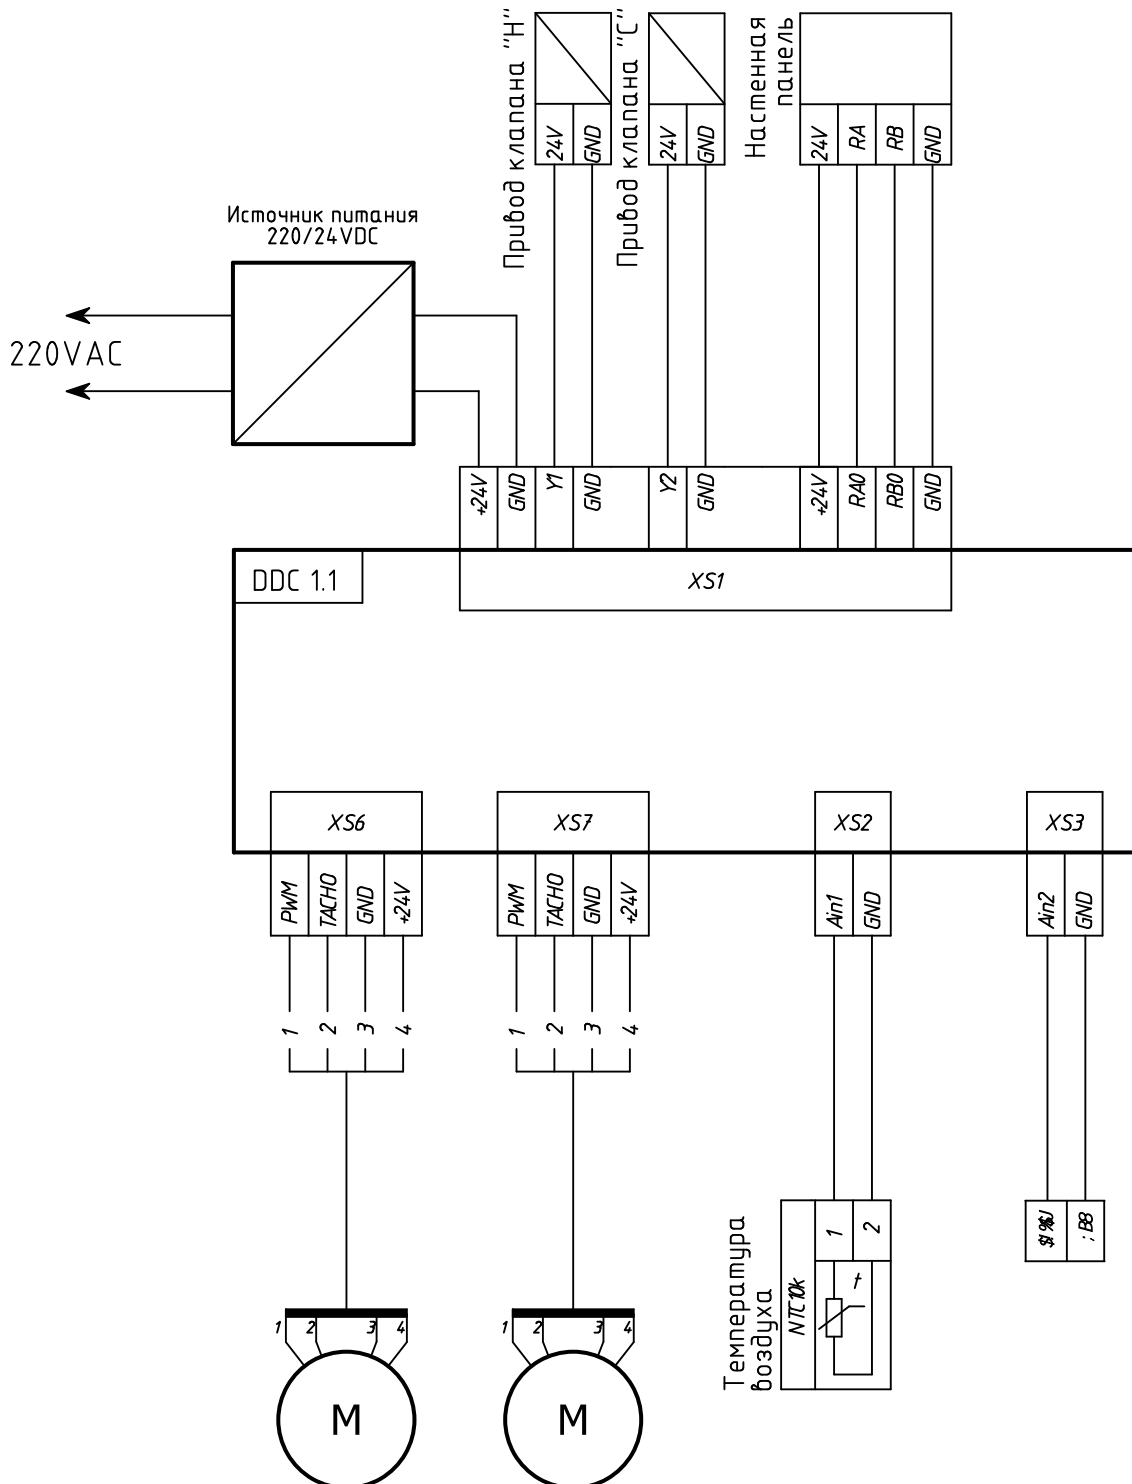 Привод клапана "Н"
24V
GND
Привод клапана "С"
24V
GND
Настенная
панель
24V
RA
RB
GND
Источник питания
220/24VDC
220VAC
+24V
GND
Y1
GND
Y2
GND
+24V
RA0
RB0
GND
DDC 1.1
XS1
XS6
XS7
XS2
XS3
PWM
TACHO
GND
+24V
PWM
TACHO
GND
+24V
Ain1
GND
Ain2
GND
1
2
3
4
1
2
3
4
Температура
воздуха
NTC10k
1
2
t
1
2
3
4
1
2
3
4
M
M